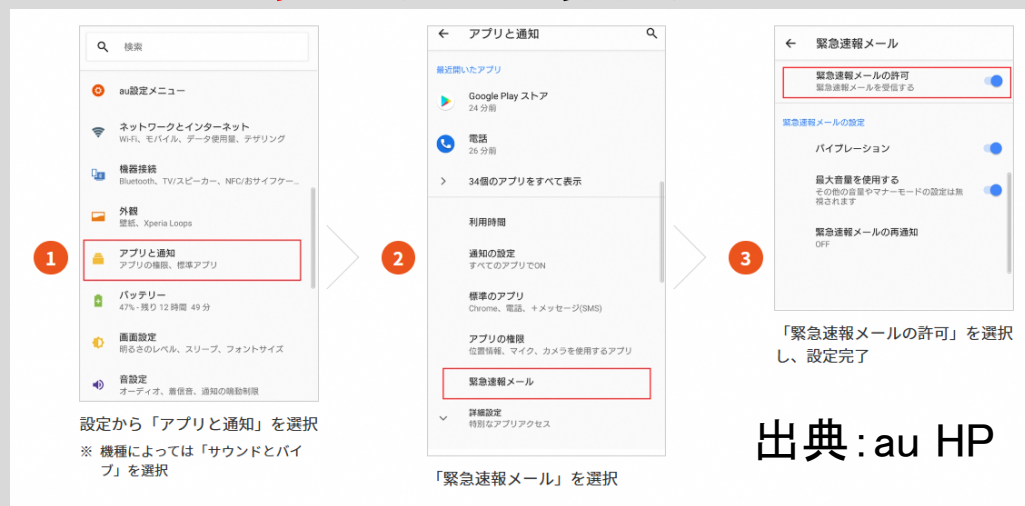 検索
au設定メニュー
ネットワークとインターネット
Wi-Fi、モバイル、データ使用量、テザリング
機器接続
Bluetooth、TV/スピーカー、NFC/おサイフケー...
外観
壁紙、Xperia Loops
1
アプリと通知
アプリの権限、標準アプリ
バッテリー
47% - 残り 12 時間 49 分
画面設定
明るさのレベル、スリープ、フォントサイズ
音設定
オーディオ、着信音、通知の鳴動制限
設定から「アプリと通知」を選択
※ 機種によっては「サウンドとバイ
ブ」を選択
アプリと通知
最近開いたアプリ
Google Play ストア
24 分前
電話
26 分前
34個のアプリをすべて表示
利用時間
2
通知の設定
すべてのアプリでON
標準のアプリ
Chrome、電話、+メッセージ(SMS)
アプリの権限
位置情報、マイク、カメラを使用するアプリ
緊急速報メール
詳細設定
特別なアプリアクセス
「緊急速報メール」を選択
緊急速報メール
緊急速報メールの許可
緊急速報メールを受信する
緊急速報メールの設定
バイブレーション
最大音量を使用する
その他の音量やマナーモードの設定は無
視されます
緊急速報メールの再通知
OFF
3
「緊急速報メールの許可」を選択
し、設定完了
出典:au HP